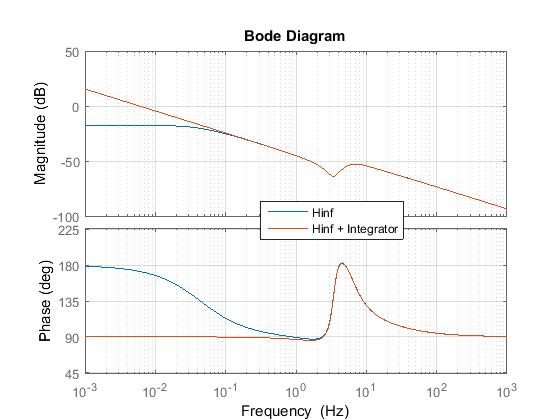 Bode Diagram
Magnitude (dB)
50
0
-50
-100
Hinf
Hinf + Integrator
Phase (deg)
225
180
135
90
45
10^-3
10^-2
10^-1
10^0
10^1
10^2
10^3
Frequency (Hz)